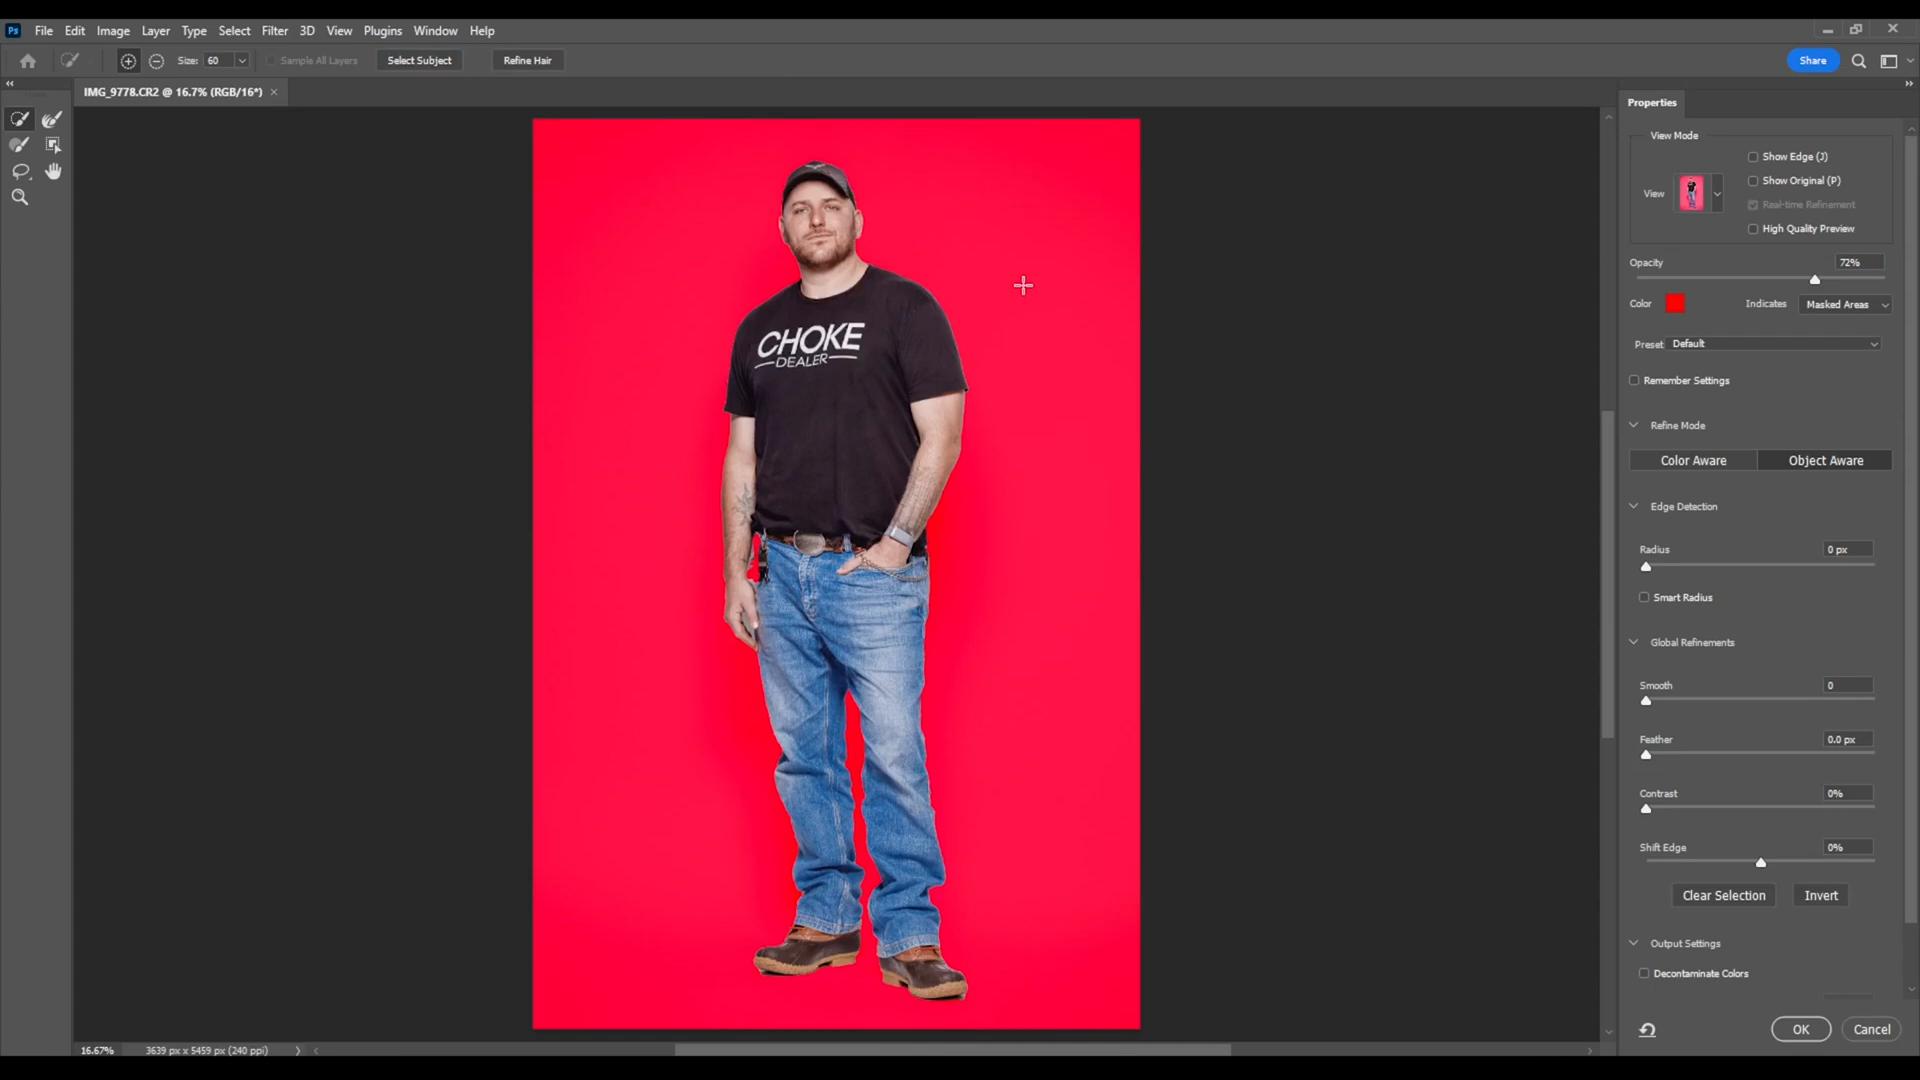 Ps File Edit Image Layer Type Select Filter 3D View Plugins Window Help
Size: 60 Sample All Layers Select Subject Refine Hair Share
IMG_9778.CR2 @ 16.7% (RGB/16*) ×
Properties
View Mode
Show Edge (J)
View Show Original (P)
Real-time Refinement
High Quality Preview
Opacity 72%
Color Indicates Masked Areas
Preset Default
Remember Settings
Refine Mode
Color Aware Object Aware
Edge Detection
Radius 0 px
Smart Radius
Global Refinements
Smooth 0
Feather 0.0 px
Contrast 0%
Shift Edge 0%
Clear Selection Invert
Output Settings
Decontaminate Colors
OK Cancel
CHOKE
DEALER
16.67% 3639 px x 5459 px (240 ppi)